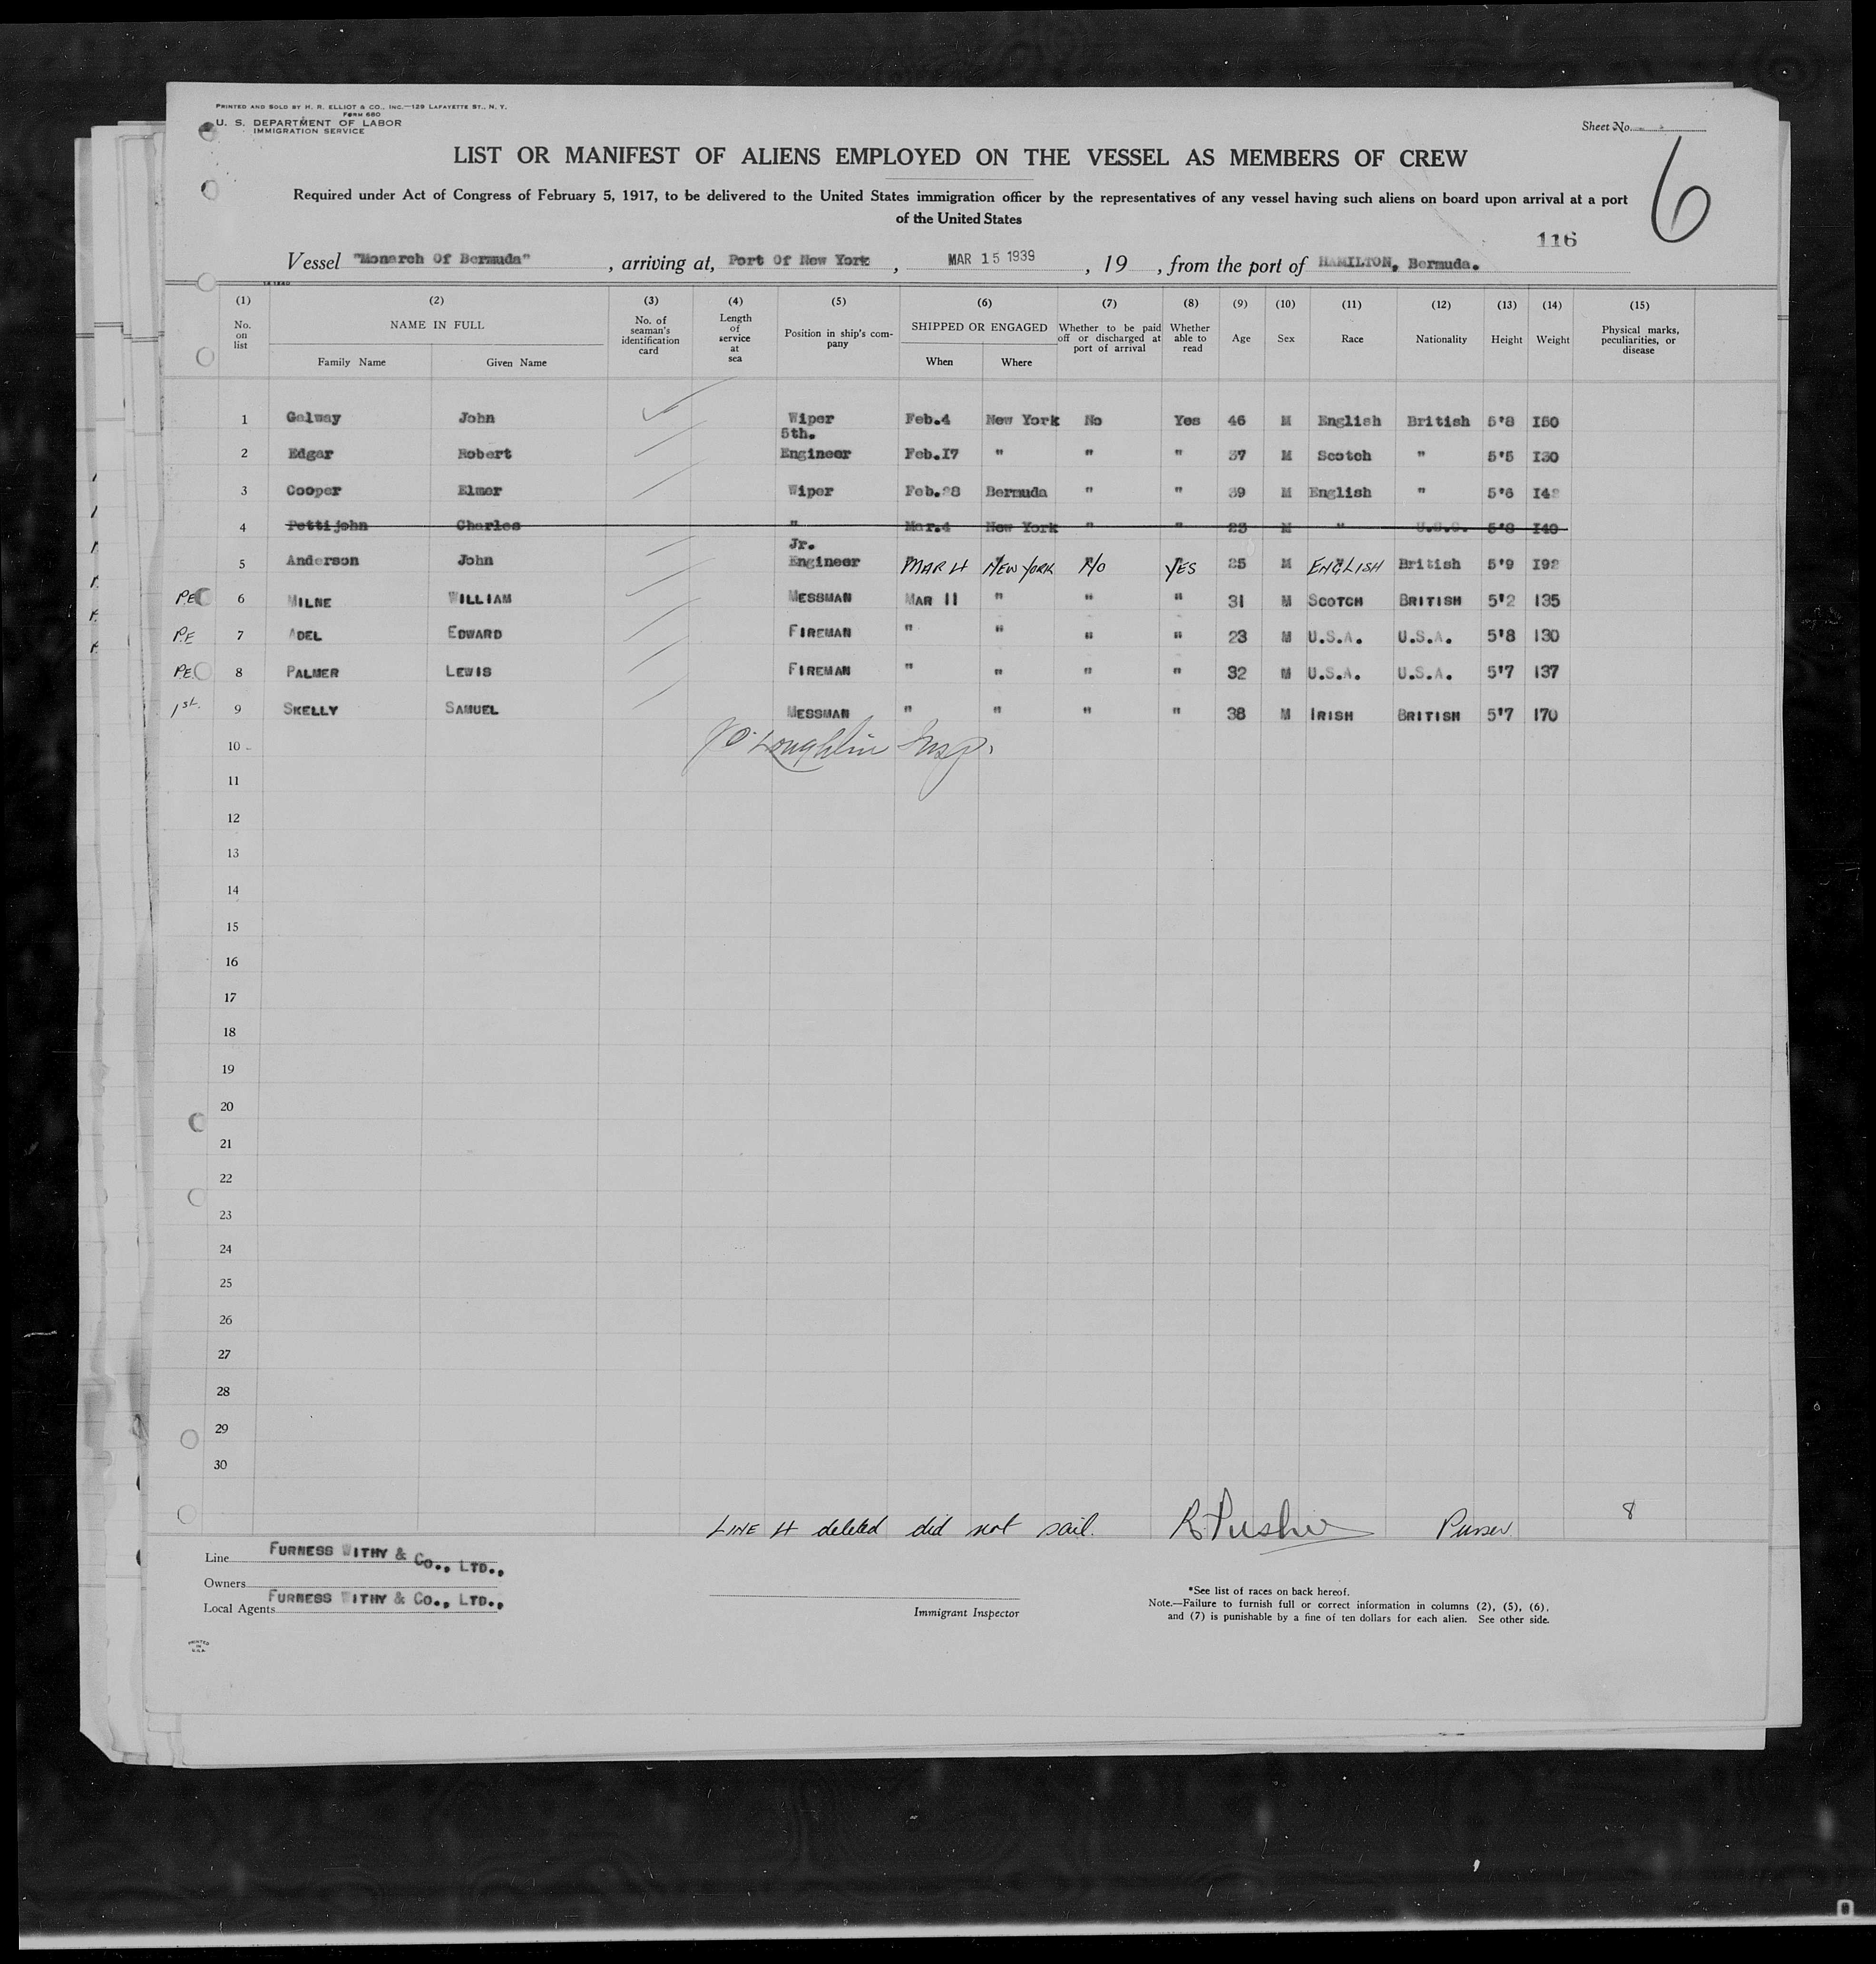 PRINTED AND SOLD BY H. R. ELLIOT & CO., INC.—129 LAFAYETTE ST., N. Y.
FORM 680
U. S. DEPARTMENT OF LABOR
IMMIGRATION SERVICE
Sheet No.
6
LIST OR MANIFEST OF ALIENS EMPLOYED ON THE VESSEL AS MEMBERS OF CREW
Required under Act of Congress of February 5, 1917, to be delivered to the United States immigration officer by the representatives of any vessel having such aliens on board upon arrival at a port
of the United States
116
Vessel "Monarch Of Bermuda", arriving at, Port Of New York, MAR 15 1939, 19 , from the port of HAMILTON, Bermuda.
(1) (2) (3) (4) (5) (6) (7) (8) (9) (10) (11) (12) (13) (14) (15)
No. on list NAME IN FULL Family Name Given Name No. of seaman's identification card Length of service at sea Position in ship's company SHIPPED OR ENGAGED When Where Whether to be paid off or discharged at port of arrival Whether able to read Age Sex Race Nationality Height Weight Physical marks, peculiarities, or disease
1 Galway John Wiper Feb.4 New York No Yes 46 M English British 5'8 I50
2 Edgar Robert 5th. Engineer Feb.I7 " " " 37 M Scotch " 5'5 I30
3 Cooper Elmer Wiper Feb.28 Bermuda " " 39 M English " 5'6 I48
4 Pettijohn Charles " Mar.4 New York " " 23 M " U.S.C. 5'8 I40
5 Anderson John Jr. Engineer MAR 4 NEW YORK NO YES 25 M ENGLISH British 5'9 I92
PE 6 MILNE WILLIAM MESSMAN MAR 11 " " " 31 M SCOTCH BRITISH 5'2 135
PE 7 ADEL EDWARD FIREMAN " " " " 23 M U.S.A. U.S.A. 5'8 130
PE 8 PALMER LEWIS FIREMAN " " " " 32 M U.S.A. U.S.A. 5'7 137
1st. 9 SKELLY SAMUEL MESSMAN " " " " 38 M IRISH BRITISH 5'7 170
10 O'Loughlin Insp.
11
12
13
14
15
16
17
18
19
20
21
22
23
24
25
26
27
28
29
30
LINE 4 deleted did not sail. Purser 8
Line FURNESS WITHY & CO., LTD.,
Owners
Local Agents FURNESS WITHY & CO., LTD.,
Immigrant Inspector
*See list of races on back hereof.
Note.—Failure to furnish full or correct information in columns (2), (5), (6),
and (7) is punishable by a fine of ten dollars for each alien. See other side.
PRINTED
IN
U.S.A.